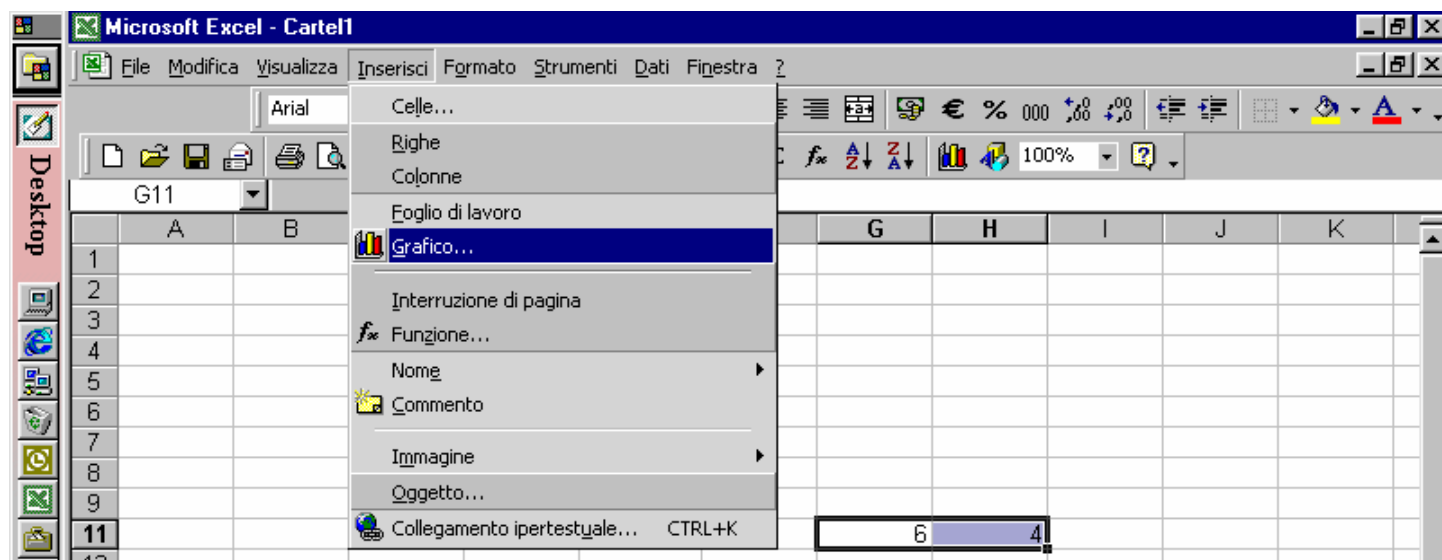 Microsoft Excel - Cartel1
File Modifica Visualizza Inserisci Formato Strumenti Dati Finestra ?
Arial
€ % 000 ,00
100%
G11
Celle...
Righe
Colonne
Foglio di lavoro
Grafico...
Interruzione di pagina
Funzione...
Nome
Commento
Immagine
Oggetto...
Collegamento ipertestuale... CTRL+K
A B G H I J K
1
2
3
4
5
6
7
8
9
11 6 4
Desktop